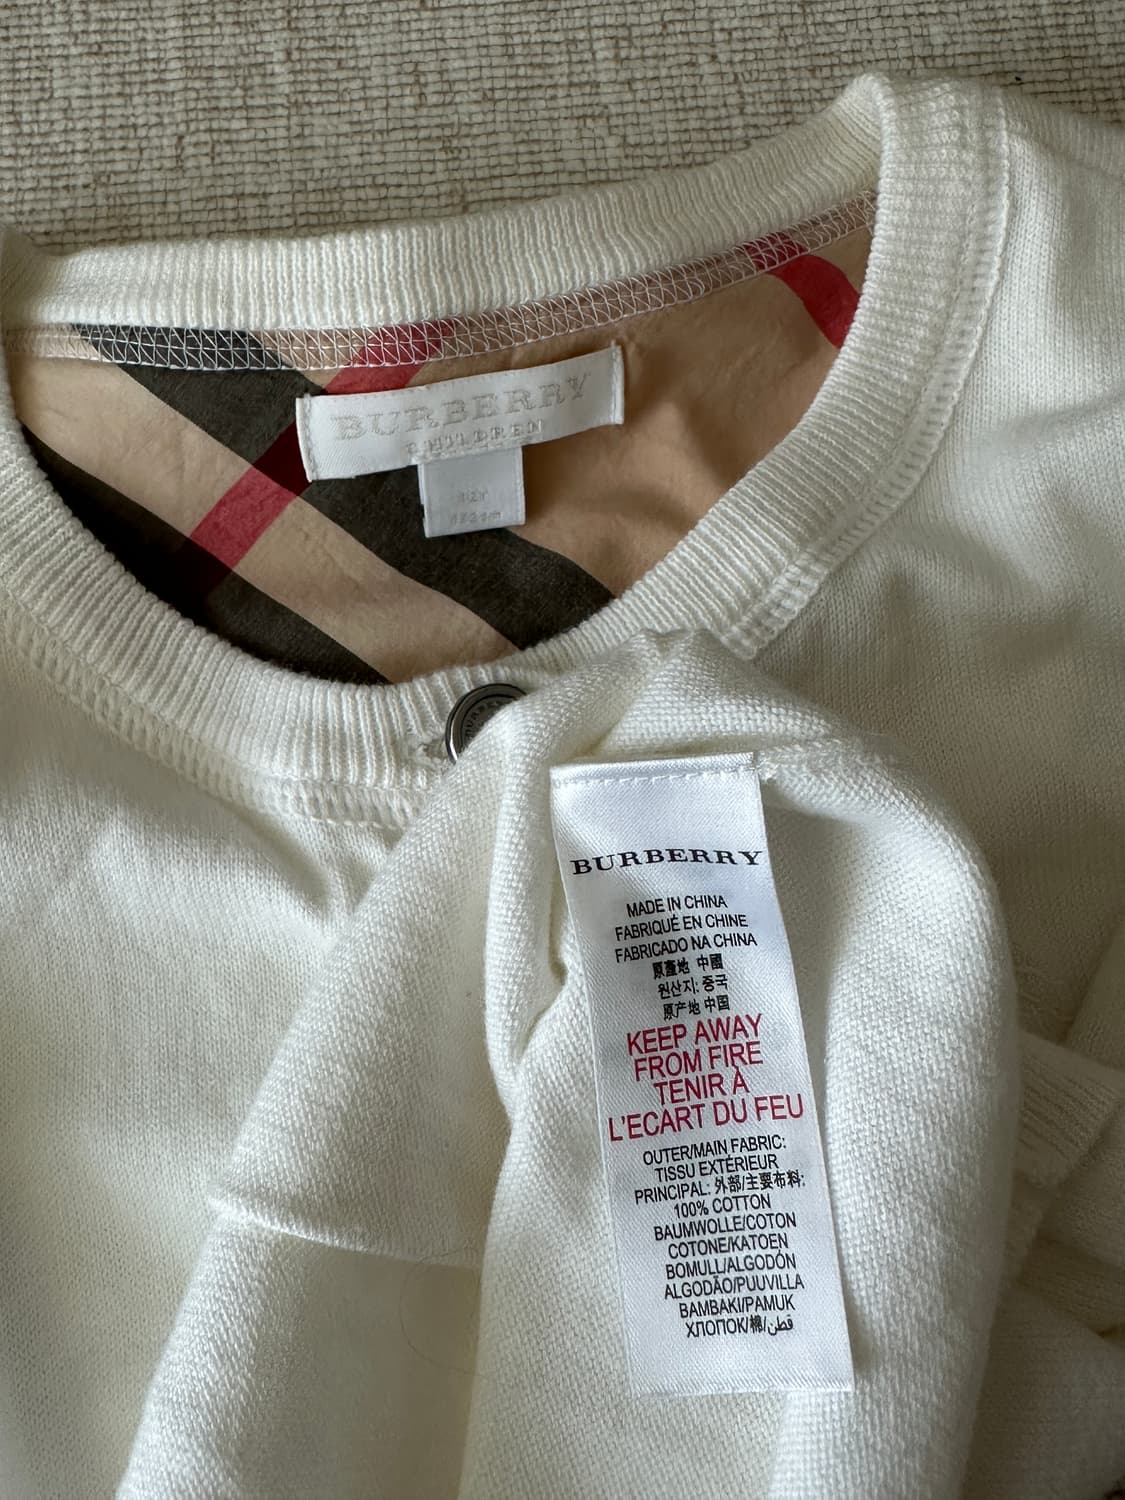 BURBERRY
CHILDREN
12Y
BURBERRY
MADE IN CHINA
FABRIQUÉ EN CHINE
FABRICADO NA CHINA
原產地 中國
원산지: 중국
原产地 中国
KEEP AWAY
FROM FIRE
TENIR À
L'ECART DU FEU
OUTER/MAIN FABRIC:
TISSU EXTÉRIEUR
PRINCIPAL: 外部/主要布料:
100% COTTON
BAUMWOLLE/COTON
COTONE/KATOEN
BOMULL/ALGODÓN
ALGODÃO/PUUVILLA
BAMBAKI/PAMUK
ХЛОПОК/棉/قطن